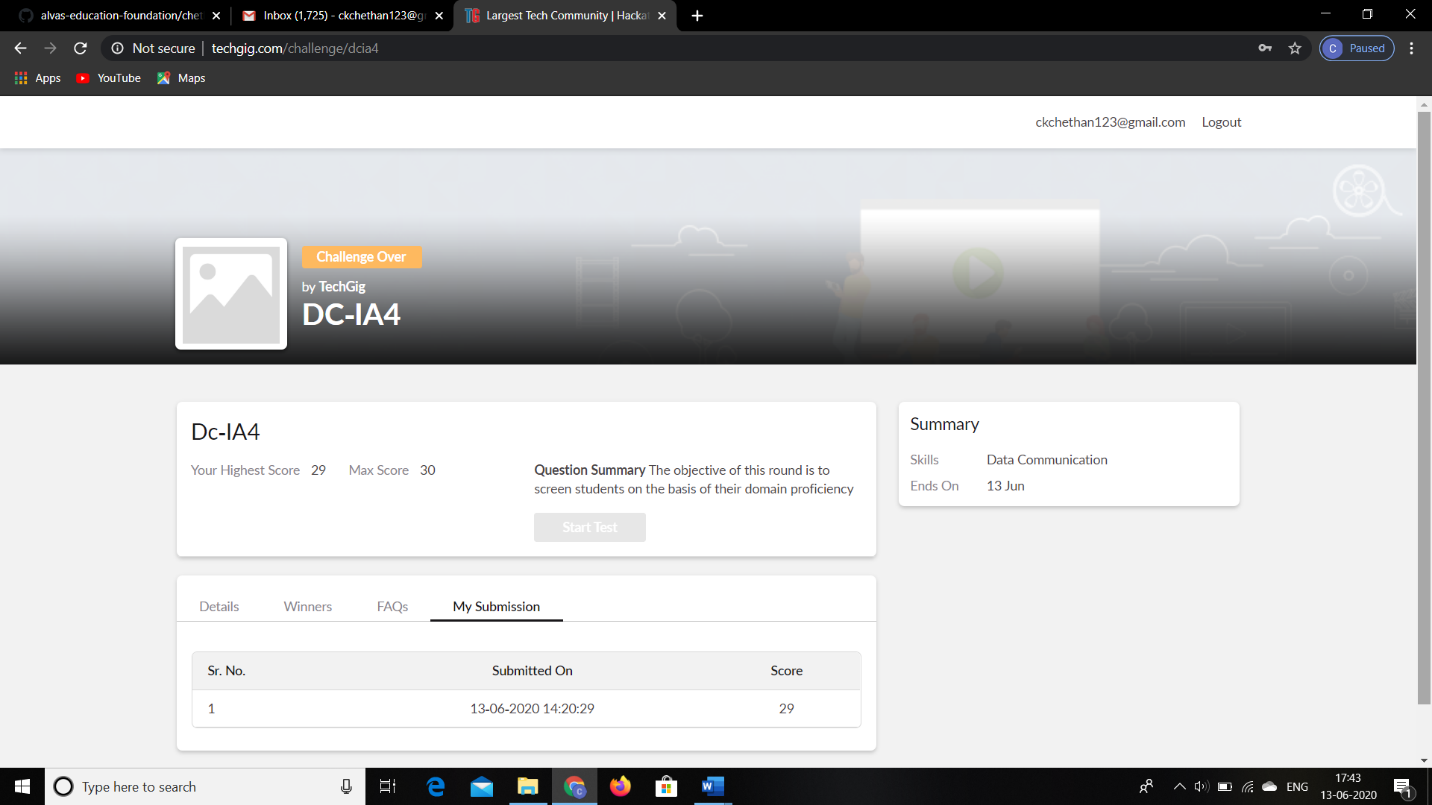 alvas-education-foundation/chet
Inbox (1,725) - ckchethan123@g
Largest Tech Community | Hackat
Not secure
techgig.com/challenge/dcia4
C Paused
Apps
YouTube
Maps
ckchethan123@gmail.com Logout
Challenge Over
by TechGig
DC-IA4
Dc-IA4
Your Highest Score 29 Max Score 30
Question Summary The objective of this round is to
screen students on the basis of their domain proficiency
Start Test
Summary
Skills Data Communication
Ends On 13 Jun
Details Winners FAQs My Submission
Sr. No. Submitted On Score
1 13-06-2020 14:20:29 29
Type here to search
ENG
17:43
13-06-2020
1